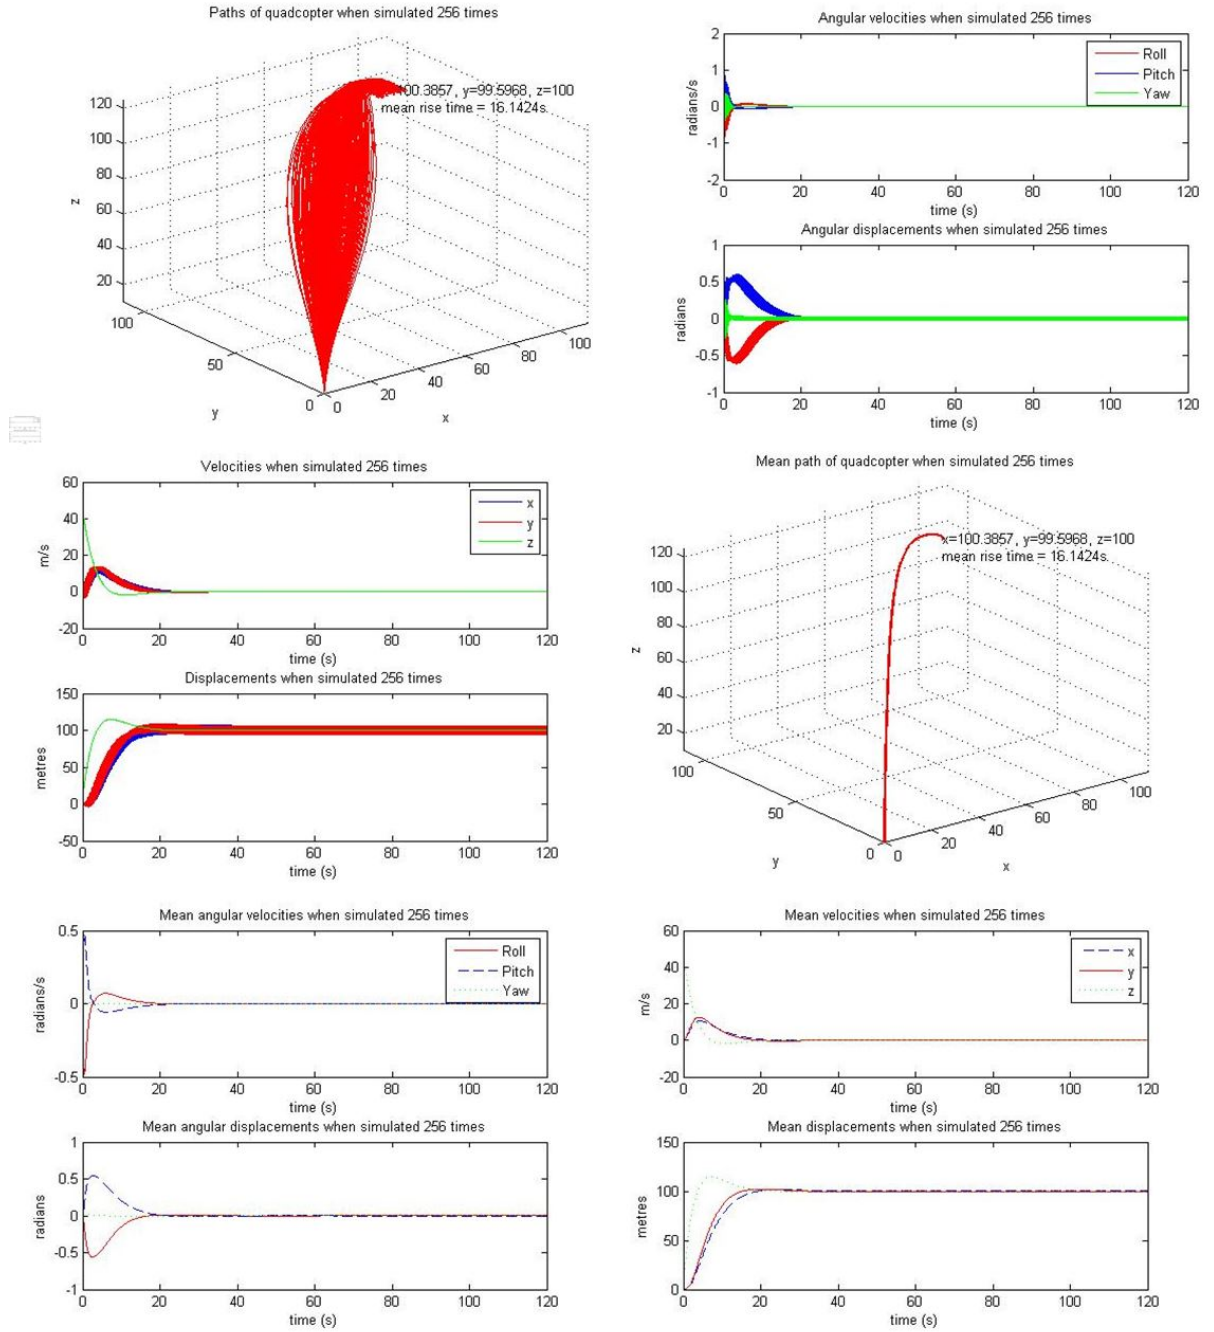 Paths of quadcopter when simulated 256 times
100.3857, y=99.5968, z=100
mean rise time = 16.1424s
120
100
80
60
40
20
z
100
50
0
y
0
20
40
60
80
100
x
Angular velocities when simulated 256 times
2
1
0
-1
-2
radians/s
Roll
Pitch
Yaw
0 20 40 60 80 100 120
time (s)
Angular displacements when simulated 256 times
1
0.5
0
-0.5
-1
radians
0 20 40 60 80 100 120
time (s)
Velocities when simulated 256 times
60
40
20
0
-20
m/s
x
y
z
0 20 40 60 80 100 120
time (s)
Displacements when simulated 256 times
150
100
50
0
-50
metres
0 20 40 60 80 100 120
time (s)
Mean path of quadcopter when simulated 256 times
x=100.3857, y=99.5968, z=100
mean rise time = 16.1424s
120
100
80
60
40
20
z
100
50
0
y
0
20
40
60
80
100
x
Mean angular velocities when simulated 256 times
0.5
0
-0.5
radians/s
Roll
Pitch
Yaw
0 20 40 60 80 100 120
time (s)
Mean angular displacements when simulated 256 times
1
0.5
0
-0.5
-1
radians
0 20 40 60 80 100 120
time (s)
Mean velocities when simulated 256 times
60
40
20
0
-20
m/s
x
y
z
0 20 40 60 80 100 120
time (s)
Mean displacements when simulated 256 times
150
100
50
0
metres
0 20 40 60 80 100 120
time (s)